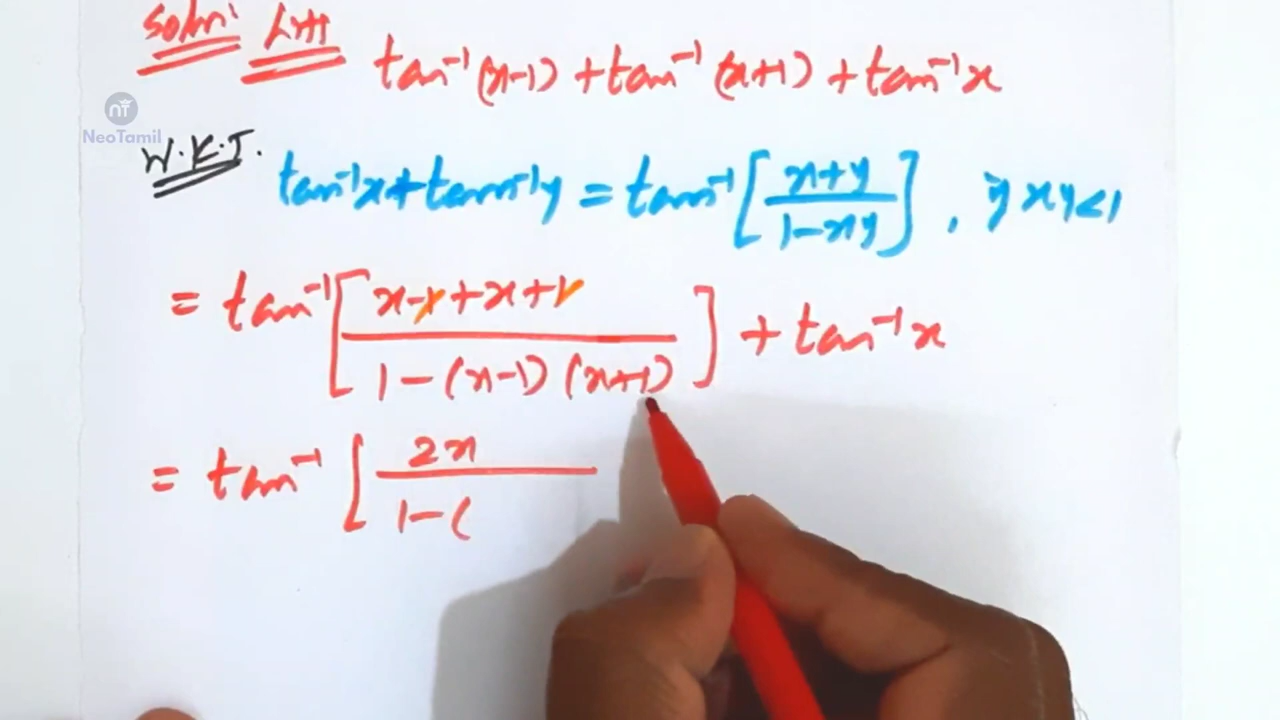 Soln: LHS tan⁻¹(x-1) + tan⁻¹(x+1) + tan⁻¹x
NeoTamil
W.K.T. tan⁻¹x + tan⁻¹y = tan⁻¹[(x+y)/(1-xy)], if xy<1
= tan⁻¹[(x-1+x+1)/(1-(x-1)(x+1))] + tan⁻¹x
= tan⁻¹[2x/(1-(